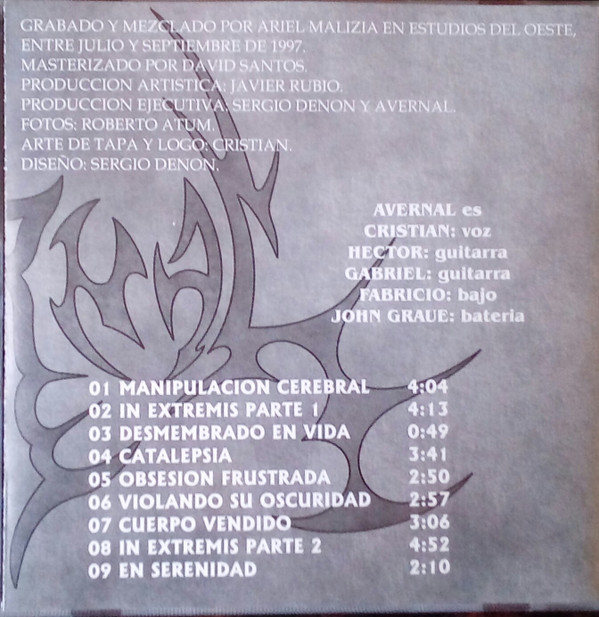 GRABADO Y MEZCLADO POR ARIEL MALIZIA EN ESTUDIOS DEL OESTE,
ENTRE JULIO Y SEPTIEMBRE DE 1997.
MASTERIZADO POR DAVID SANTOS.
PRODUCCION ARTISTICA: JAVIER RUBIO.
PRODUCCION EJECUTIVA: SERGIO DENON Y AVERNAL.
FOTOS: ROBERTO ATUM.
ARTE DE TAPA Y LOGO: CRISTIAN.
DISEÑO: SERGIO DENON.
AVERNAL es
CRISTIAN: voz
HECTOR: guitarra
GABRIEL: guitarra
FABRICIO: bajo
JOHN GRAUE: bateria
01 MANIPULACION CEREBRAL 4:04
02 IN EXTREMIS PARTE 1 4:13
03 DESMEMBRADO EN VIDA 0:49
04 CATALEPSIA 3:41
05 OBSESION FRUSTRADA 2:50
06 VIOLANDO SU OSCURIDAD 2:57
07 CUERPO VENDIDO 3:06
08 IN EXTREMIS PARTE 2 4:52
09 EN SERENIDAD 2:10